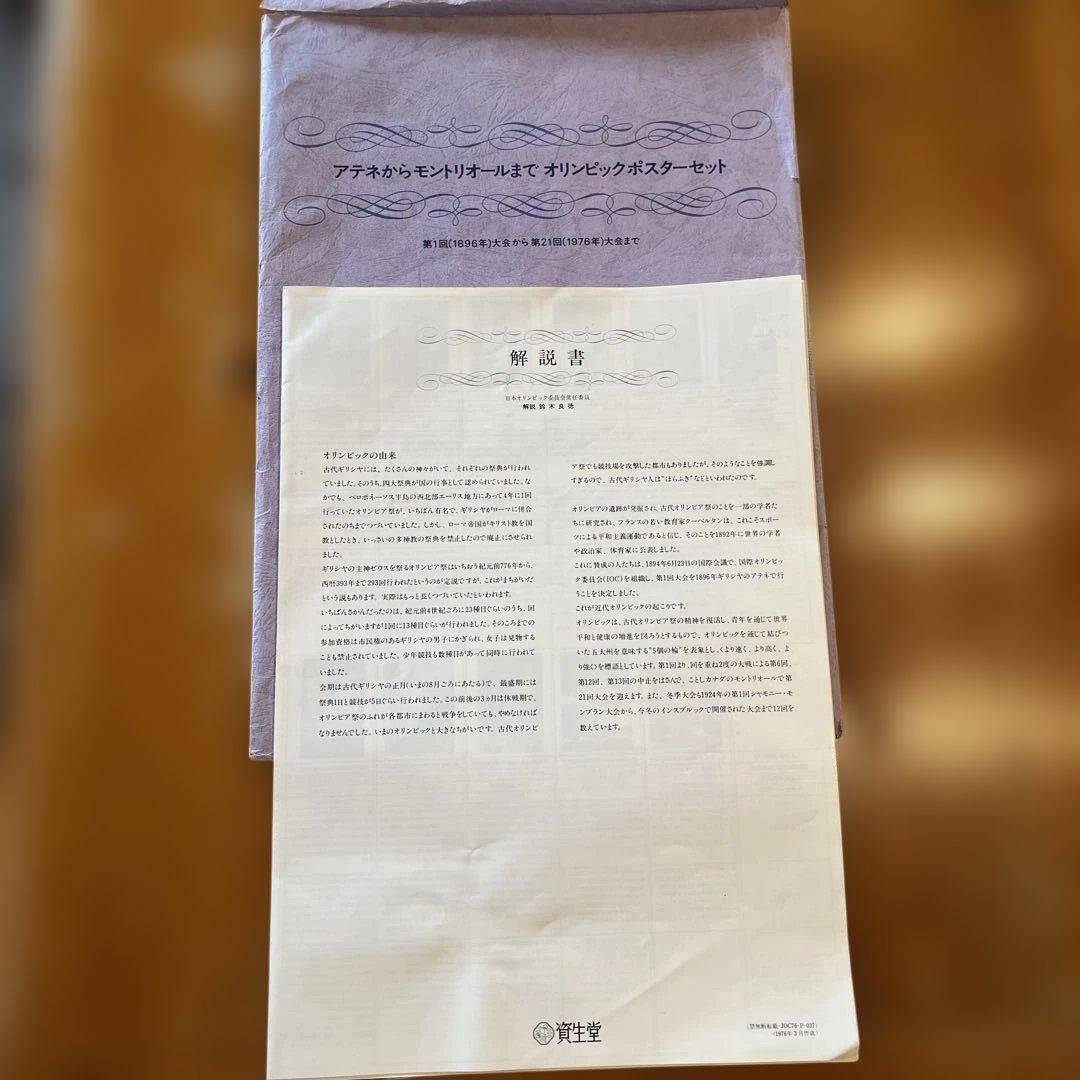 アテネからモントリオールまで オリンピックポスターセット
第1回(1896年)大会から第21回(1976年)大会まで
解説書
日本オリンピック委員会常任委員
解説 鈴木良徳
オリンピックの由来
古代ギリシヤには、たくさんの神々がいて、それぞれの祭典が行われ
ていました。そのうち、四大祭典が国の行事として認められていました。な
かでも、ペロポネーソス半島の西北部エーリス地方にあって4年に1回
行っていたオリンピア祭が、いちばん有名で、ギリシヤがローマに併合
されたのちまでつづいていました。しかし、ローマ帝国がキリスト教を国
教としたとき、いっさいの多神教の祭典を禁止したので廃止にさせられ
ました。
ギリシヤの主神ゼウスを祭るオリンピア祭はいちおう紀元前776年から、
西暦393年まで293回行われたというのが定説ですが、これがまちがいだ
という説もあります。実際はもっと長くつづいていたといわれます。
いちばんさかんだったのは、紀元前4世紀ごろに23種目ぐらいのうち、回
によってちがいますが1回に13種目ぐらいが行われました。そのころまでの
参加資格は市民権のあるギリシヤの男子にかぎられ、女子は見物する
ことも禁止されていました。少年競技も数種目があって同時に行われて
いました。
会期は古代ギリシヤの正月(いまの8月ごろにあたる)で、最盛期には
祭典1日と競技が5日ぐらい行われました。この前後の3ヵ月は休戦期で、
オリンピア祭のふれが各都市にまわると戦争をしていても、やめなければ
なりませんでした。いまのオリンピックと大きなちがいです。古代オリンピ
ア祭でも競技場を攻撃した都市もありましたが、そのようなことを強調し
すぎるので、古代ギリシヤ人は"ほらふき"などといわれたのです。
オリンピアの遺跡が発掘され、古代オリンピア祭のことを一部の学者た
ちに研究され、フランスの若い教育家クーベルタンは、これこそスポー
ツによる平和主義運動であると信じ、そのことを1892年に世界の学者
や政治家、体育家に公表しました。
これに賛成の人たちは、1894年6月23日の国際会議で、国際オリンピッ
ク委員会(IOC)を組織し、第1回大会を1896年ギリシヤのアテネで行
うことを決定しました。
これが近代オリンピックの起こりです。
オリンピックは、古代オリンピア祭の精神を復活し、青年を通じて世界
平和と健康の増進を図ろうとするもので、オリンピックを通じて結びつ
いた五大州を意味する"5個の輪"を表象とし、〈より速く、より高く、よ
り強く〉を標語としています。第1回より、回を重ね2度の大戦による第6回、
第12回、第13回の中止をはさんで、ことしカナダのモントリオールで第
21回大会を迎えます。また、冬季大会も1924年の第1回シャモニー・モ
ンブラン大会から、今冬のインスブルックで開催された大会まで12回を
数えています。
資生堂
(禁無断転載-JOC76-P-037)
〈1976年3月作成〉